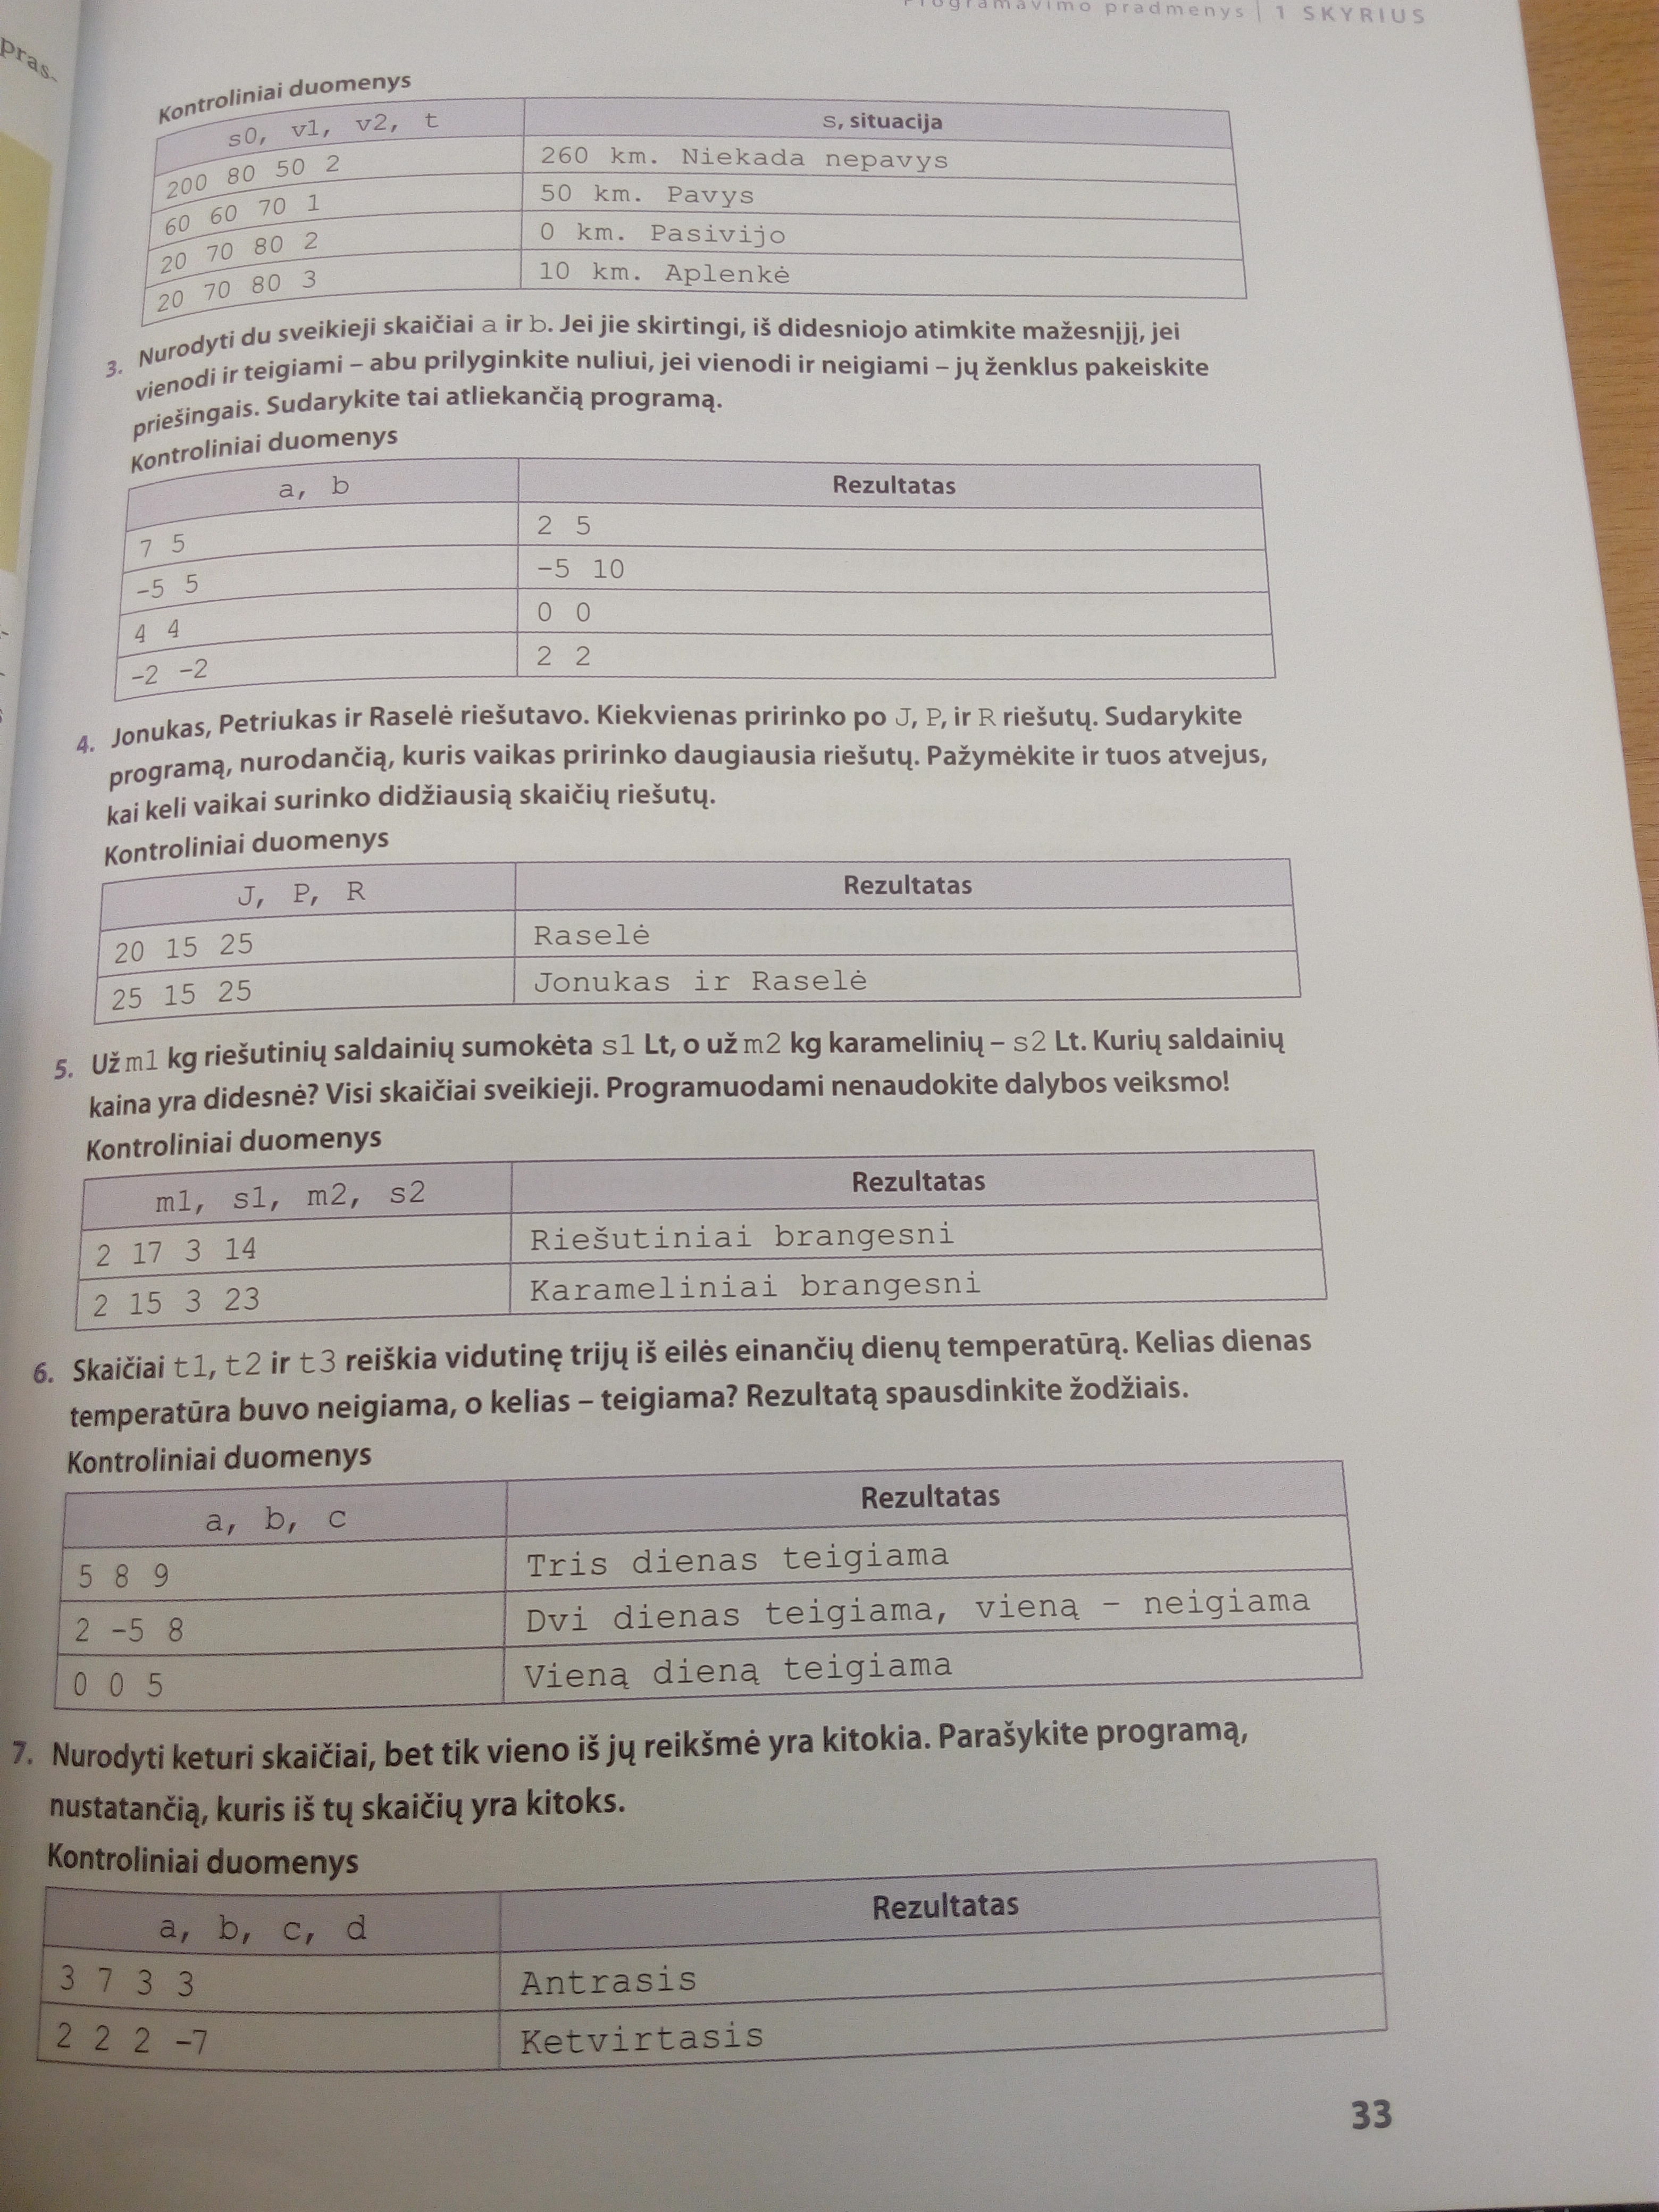 Programavimo pradmenys | 1 SKYRIUS
pras-
Kontroliniai duomenys
s0, v1, v2, t s, situacija
200 80 50 2 260 km. Niekada nepavys
60 60 70 1 50 km. Pavys
20 70 80 2 0 km. Pasivijo
20 70 80 3 10 km. Aplenkė
3. Nurodyti du sveikieji skaičiai a ir b. Jei jie skirtingi, iš didesniojo atimkite mažesnįjį, jei
vienodi ir teigiami – abu prilyginkite nuliui, jei vienodi ir neigiami – jų ženklus pakeiskite
priešingais. Sudarykite tai atliekančią programą.
Kontroliniai duomenys
a, b Rezultatas
7 5 2 5
-5 5 -5 10
4 4 0 0
-2 -2 2 2
4. Jonukas, Petriukas ir Raselė riešutavo. Kiekvienas pririnko po J, P, ir R riešutų. Sudarykite
programą, nurodančią, kuris vaikas pririnko daugiausia riešutų. Pažymėkite ir tuos atvejus,
kai keli vaikai surinko didžiausią skaičių riešutų.
Kontroliniai duomenys
J, P, R Rezultatas
20 15 25 Raselė
25 15 25 Jonukas ir Raselė
5. Už m1 kg riešutinių saldainių sumokėta s1 Lt, o už m2 kg karamelinių – s2 Lt. Kurių saldainių
kaina yra didesnė? Visi skaičiai sveikieji. Programuodami nenaudokite dalybos veiksmo!
Kontroliniai duomenys
m1, s1, m2, s2 Rezultatas
2 17 3 14 Riešutiniai brangesni
2 15 3 23 Karameliniai brangesni
6. Skaičiai t1, t2 ir t3 reiškia vidutinę trijų iš eilės einančių dienų temperatūrą. Kelias dienas
temperatūra buvo neigiama, o kelias – teigiama? Rezultatą spausdinkite žodžiais.
Kontroliniai duomenys
a, b, c Rezultatas
5 8 9 Tris dienas teigiama
2 -5 8 Dvi dienas teigiama, vieną - neigiama
0 0 5 Vieną dieną teigiama
7. Nurodyti keturi skaičiai, bet tik vieno iš jų reikšmė yra kitokia. Parašykite programą,
nustatančią, kuris iš tų skaičių yra kitoks.
Kontroliniai duomenys
a, b, c, d Rezultatas
3 7 3 3 Antrasis
2 2 2 -7 Ketvirtasis
33